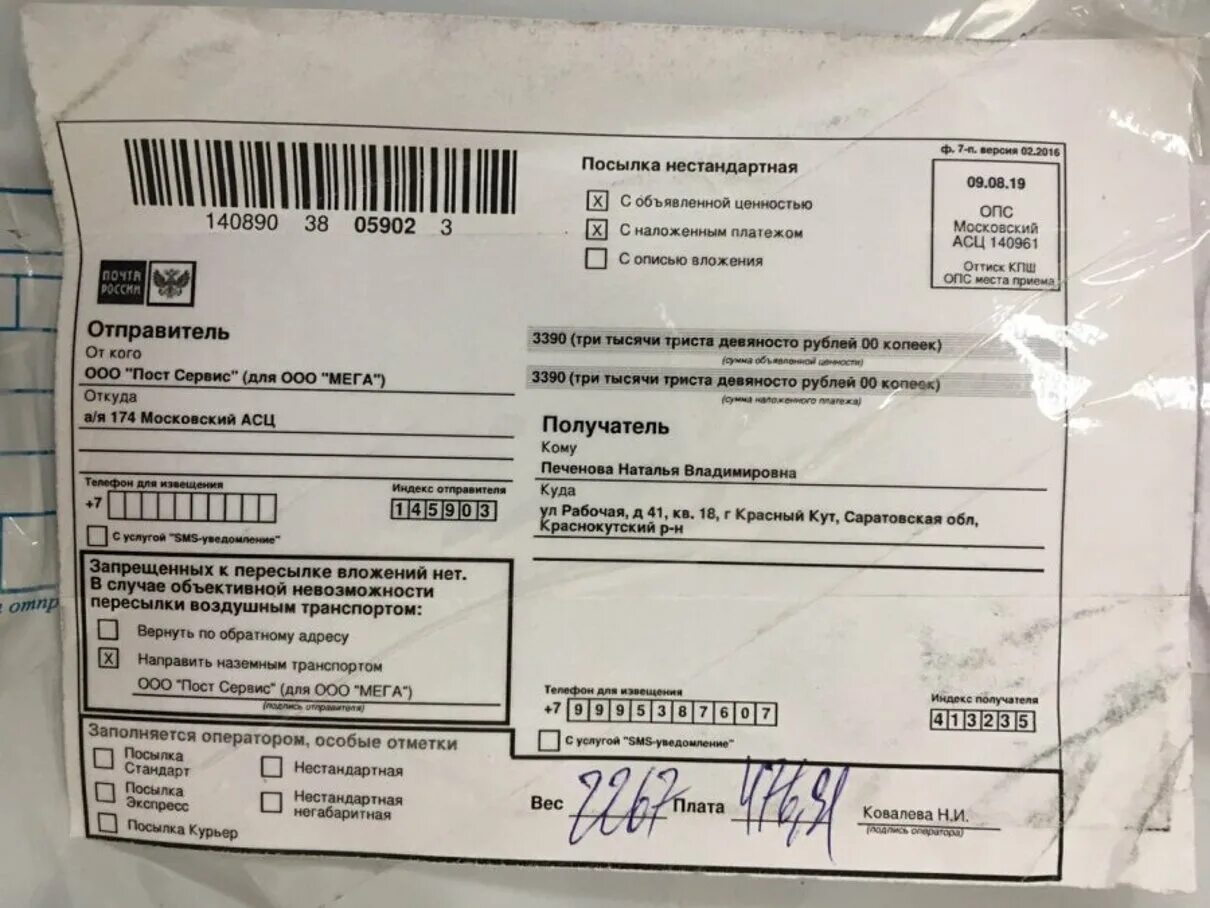 ф. 7-п. версия 02.2016
140890 38 05902 3
Посылка нестандартная
X С объявленной ценностью
X С наложенным платежом
С описью вложения
09.08.19
ОПС
Московский
АСЦ 140961
Оттиск КПШ
ОПС места приема
ПОЧТА
РОССИИ
Отправитель
От кого
ООО "Пост Сервис" (для ООО "МЕГА")
Откуда
а/я 174 Московский АСЦ
Телефон для извещения
Индекс отправителя
+7
145903
С услугой "SMS-уведомление"
3390 (три тысячи триста девяносто рублей 00 копеек)
(сумма объявленной ценности)
3390 (три тысячи триста девяносто рублей 00 копеек)
(сумма наложенного платежа)
Получатель
Кому
Печенова Наталья Владимировна
Куда
ул Рабочая, д 41, кв. 18, г Красный Кут, Саратовская обл,
Краснокутский р-н
Запрещенных к пересылке вложений нет.
В случае объективной невозможности
пересылки воздушным транспортом:
Вернуть по обратному адресу
X Направить наземным транспортом
ООО "Пост Сервис" (для ООО "МЕГА")
(подпись отправителя)
Телефон для извещения
Индекс получателя
+7 9995387607
413235
С услугой "SMS-уведомление"
Заполняется оператором, особые отметки
Посылка
Стандарт
Нестандартная
Посылка
Экспресс
Нестандартная
негабаритная
Посылка Курьер
Вес 2267 Плата 476,91
Ковалева Н.И.
(подпись оператора)
отпр